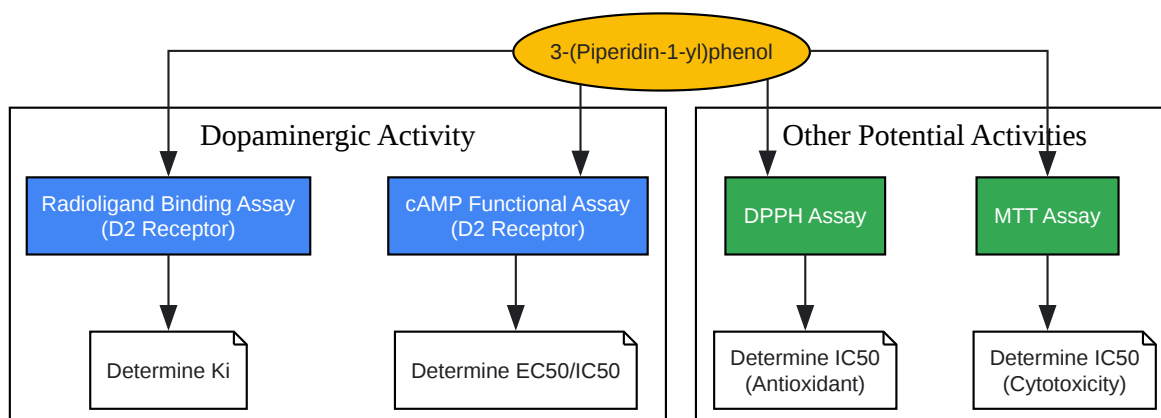 3-(Piperidin-1-yl)phenol
Dopaminergic Activity
Other Potential Activities
Radioligand Binding Assay
(D2 Receptor)
cAMP Functional Assay
(D2 Receptor)
DPPH Assay
MTT Assay
Determine Ki
Determine EC50/IC50
Determine IC50
(Antioxidant)
Determine IC50
(Cytotoxicity)